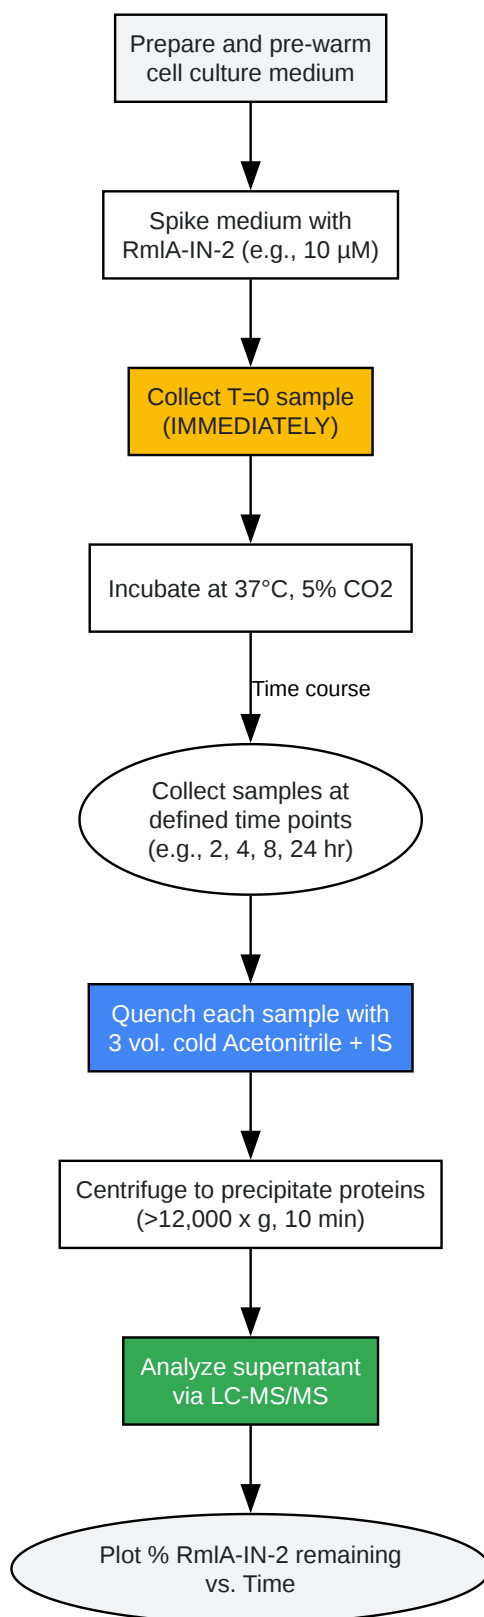 Prepare and pre-warm
cell culture medium
Spike medium with
RmlA-IN-2 (e.g., 10 µM)
Collect T=0 sample
(IMMEDIATELY)
Incubate at 37°C, 5% CO2
Time course
Collect samples at
defined time points
(e.g., 2, 4, 8, 24 hr)
Quench each sample with
3 vol. cold Acetonitrile + IS
Centrifuge to precipitate proteins
(>12,000 x g, 10 min)
Analyze supernatant
via LC-MS/MS
Plot % RmlA-IN-2 remaining
vs. Time